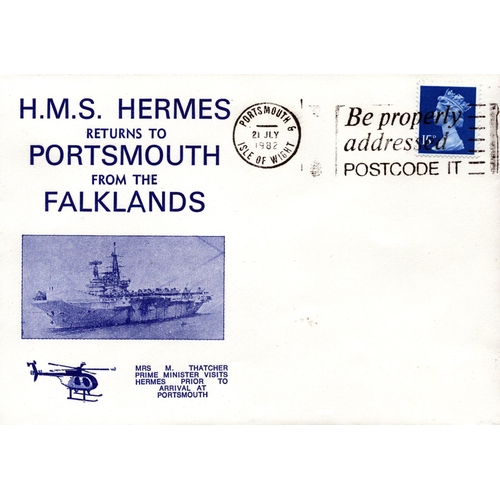 H.M.S. HERMES
RETURNS TO
PORTSMOUTH
FROM THE
FALKLANDS
PORTSMOUTH &
21 JLY
1982
ISLE OF WIGHT
Be properly
addressed
POSTCODE IT
MRS M. THATCHER
PRIME MINISTER VISITS
HERMES PRIOR TO
ARRIVAL AT
PORTSMOUTH